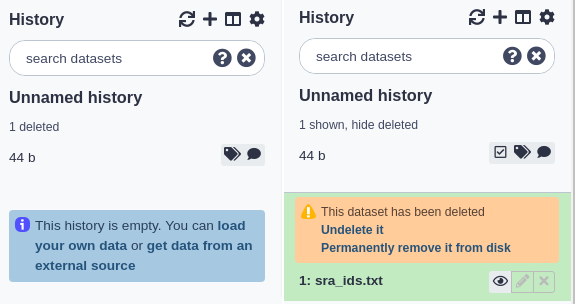 History
search datasets
Unnamed history
1 deleted
44 b
This history is empty. You can load
your own data or get data from an
external source
History
search datasets
Unnamed history
1 shown, hide deleted
44 b
This dataset has been deleted
Undelete it
Permanently remove it from disk
1: sra_ids.txt